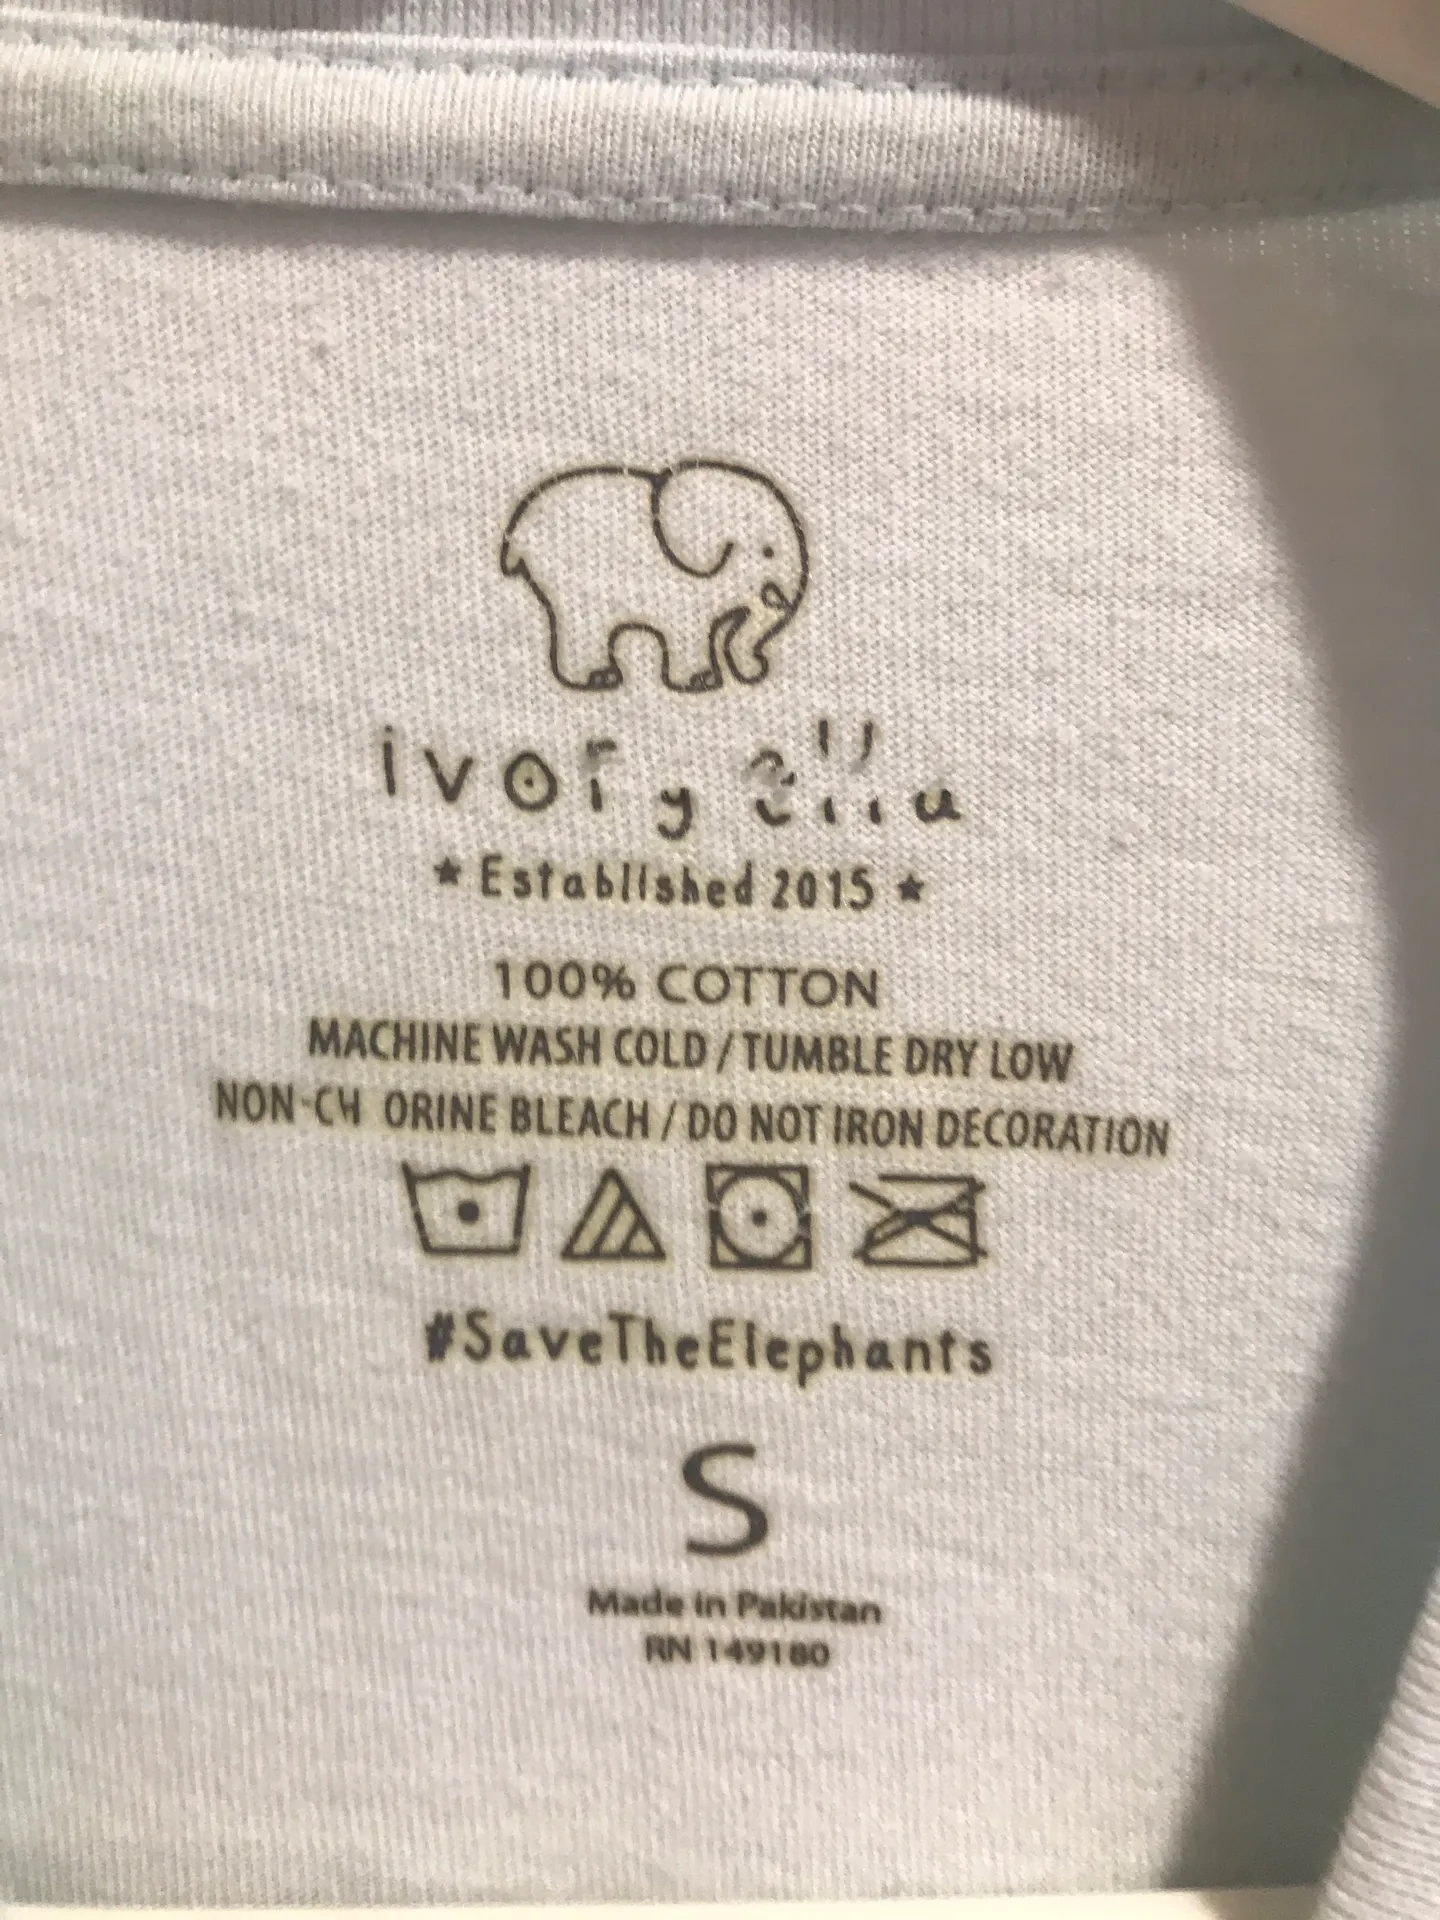 ivory ella
★ Established 2015 ★
100% COTTON
MACHINE WASH COLD / TUMBLE DRY LOW
NON-CH ORINE BLEACH / DO NOT IRON DECORATION
#SaveTheElephants
S
Made in Pakistan
RN 149180